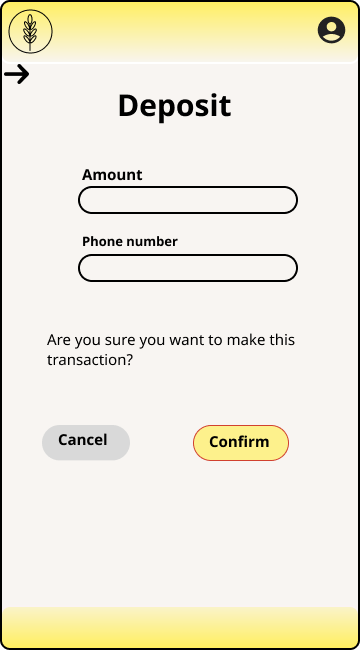 Deposit
Amount
Phone number
Are you sure you want to make this
transaction?
Cancel
Confirm